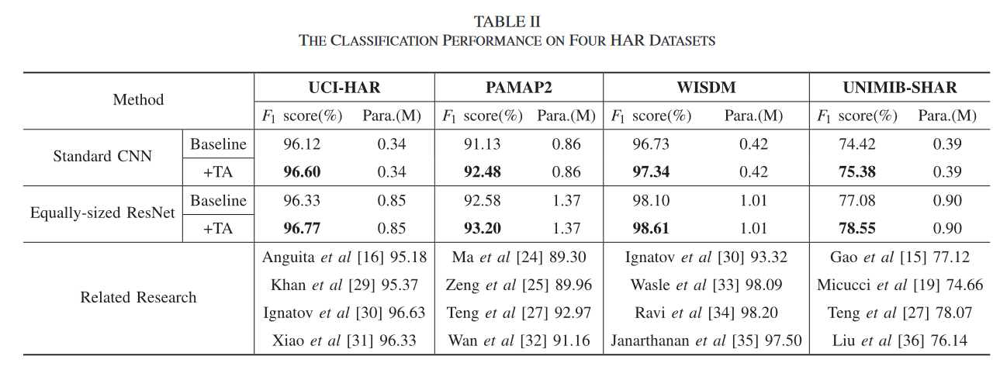 TABLE II
THE CLASSIFICATION PERFORMANCE ON FOUR HAR DATASETS
Method UCI-HAR PAMAP2 WISDM UNIMIB-SHAR
F1 score(%) Para.(M) F1 score(%) Para.(M) F1 score(%) Para.(M) F1 score(%) Para.(M)
Standard CNN Baseline 96.12 0.34 91.13 0.86 96.73 0.42 74.42 0.39
+TA 96.60 0.34 92.48 0.86 97.34 0.42 75.38 0.39
Equally-sized ResNet Baseline 96.33 0.85 92.58 1.37 98.10 1.01 77.08 0.90
+TA 96.77 0.85 93.20 1.37 98.61 1.01 78.55 0.90
Related Research Anguita et al [16] 95.18 Ma et al [24] 89.30 Ignatov et al [30] 93.32 Gao et al [15] 77.12
Khan et al [29] 95.37 Zeng et al [25] 89.96 Wasle et al [33] 98.09 Micucci et al [19] 74.66
Ignatov et al [30] 96.63 Teng et al [27] 92.97 Ravi et al [34] 98.20 Teng et al [27] 78.07
Xiao et al [31] 96.33 Wan et al [32] 91.16 Janarthanan et al [35] 97.50 Liu et al [36] 76.14